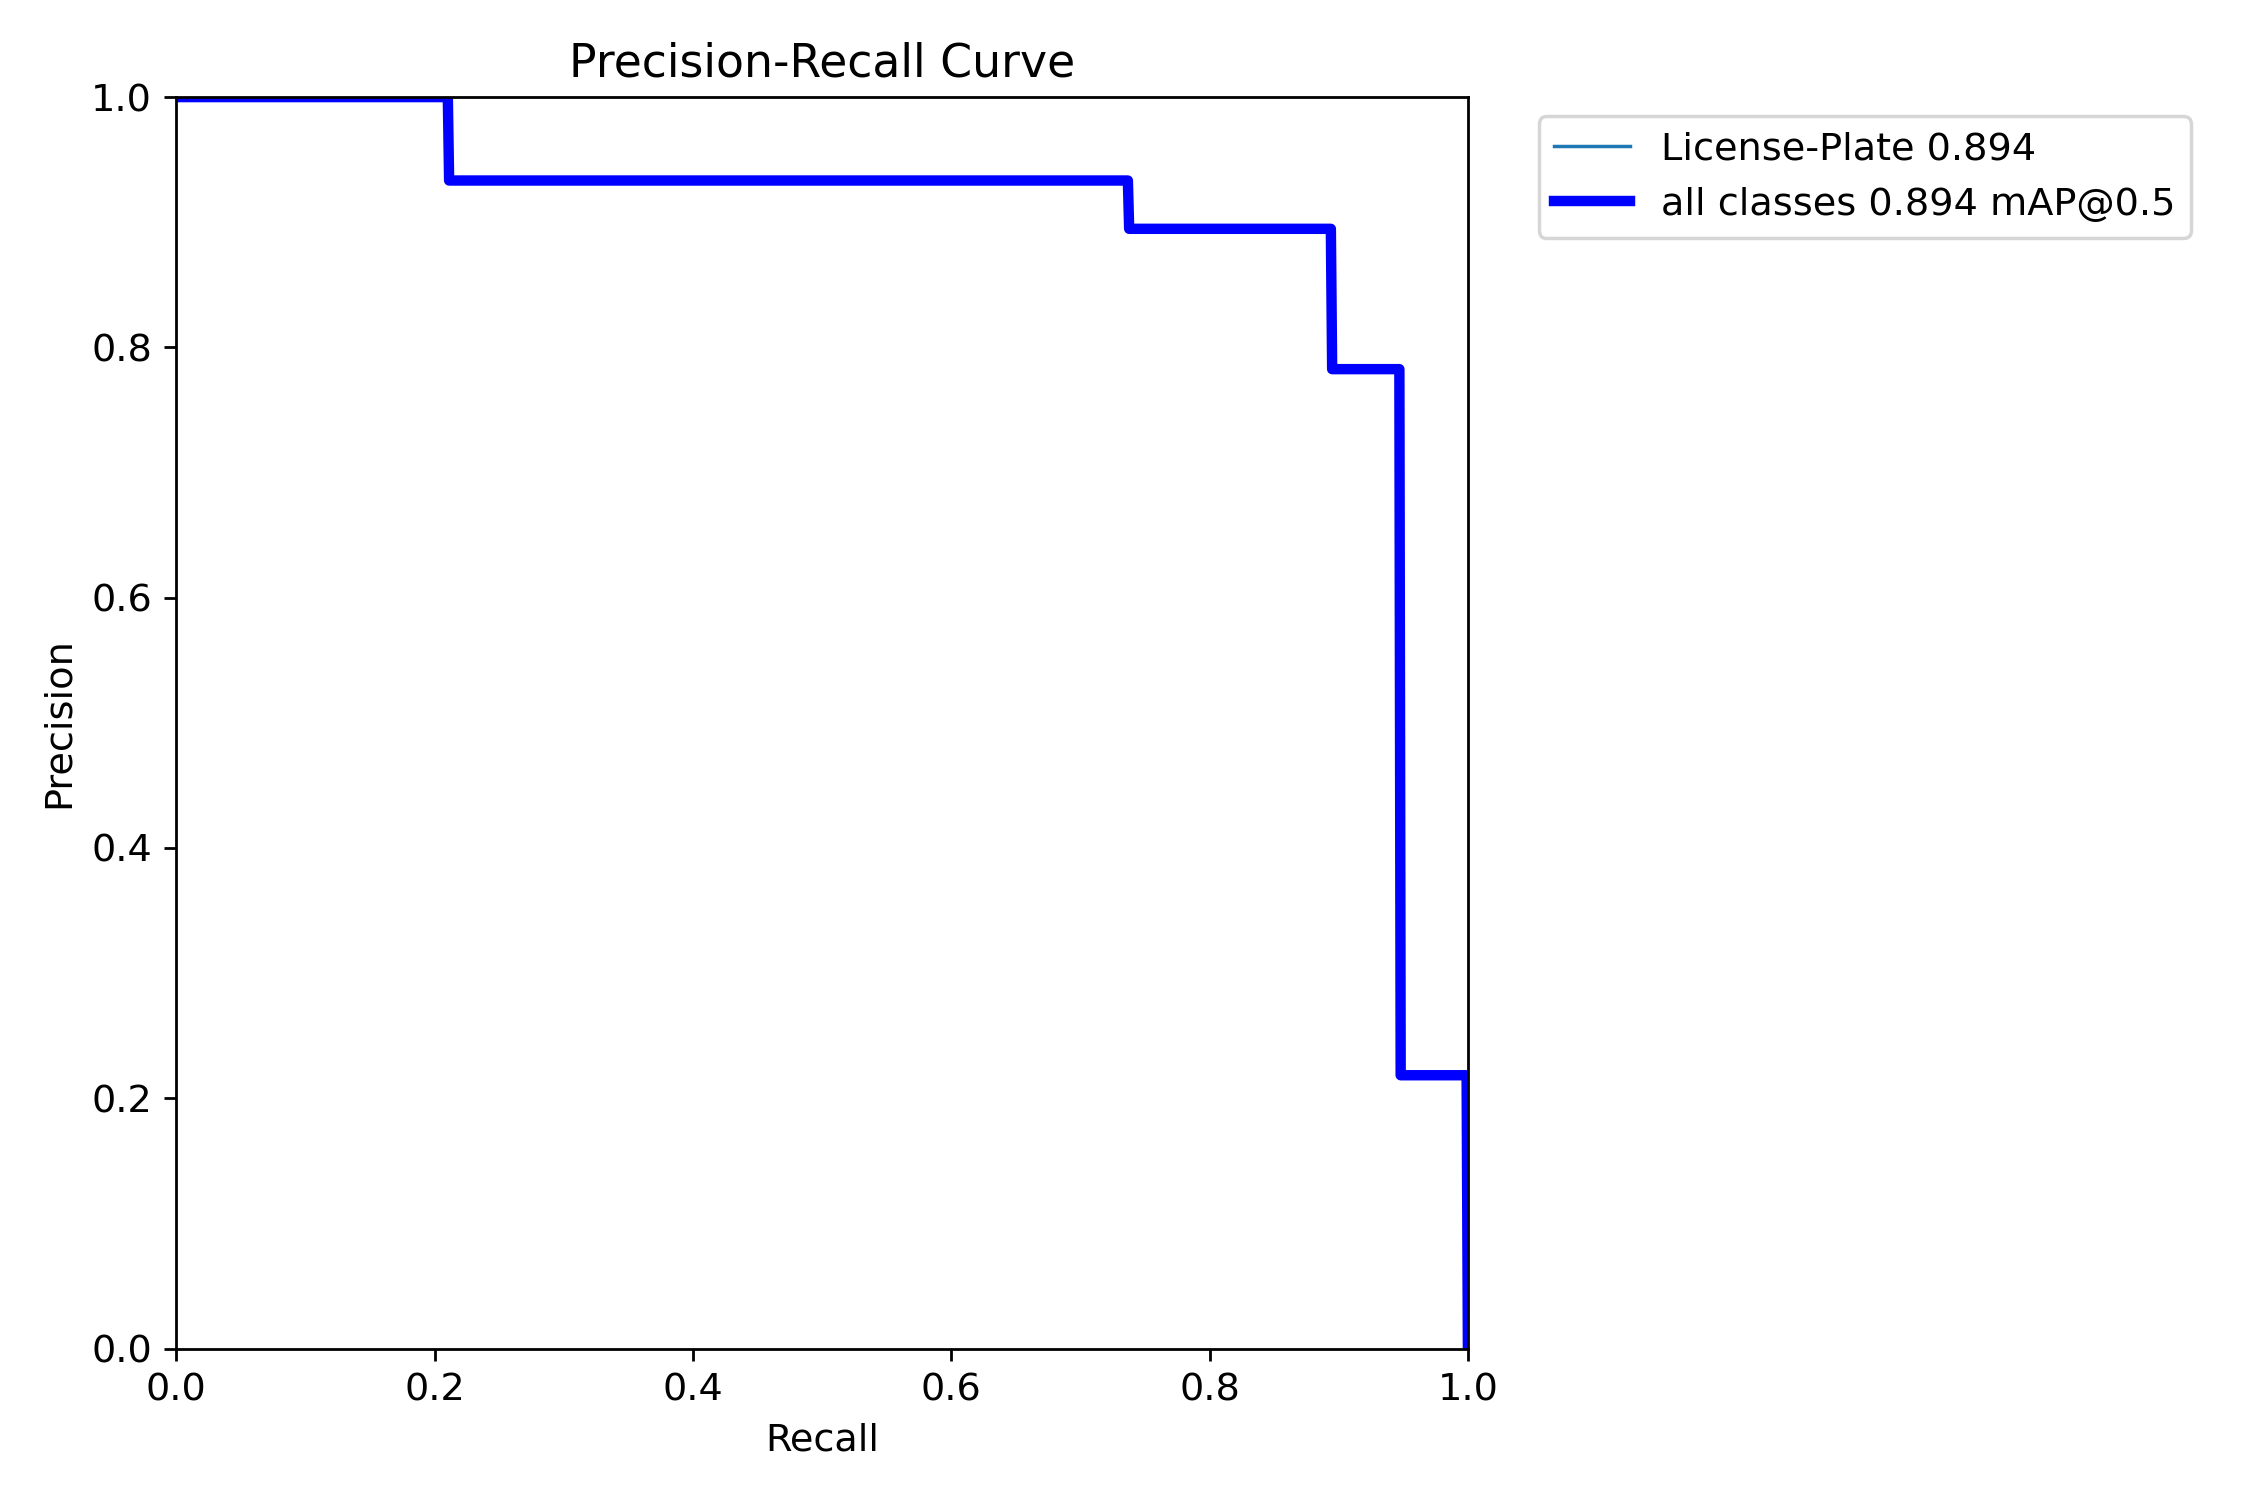 Precision-Recall Curve
1.0
0.8
0.6
0.4
0.2
0.0
Precision
0.0 0.2 0.4 0.6 0.8 1.0
Recall
License-Plate 0.894
all classes 0.894 mAP@0.5